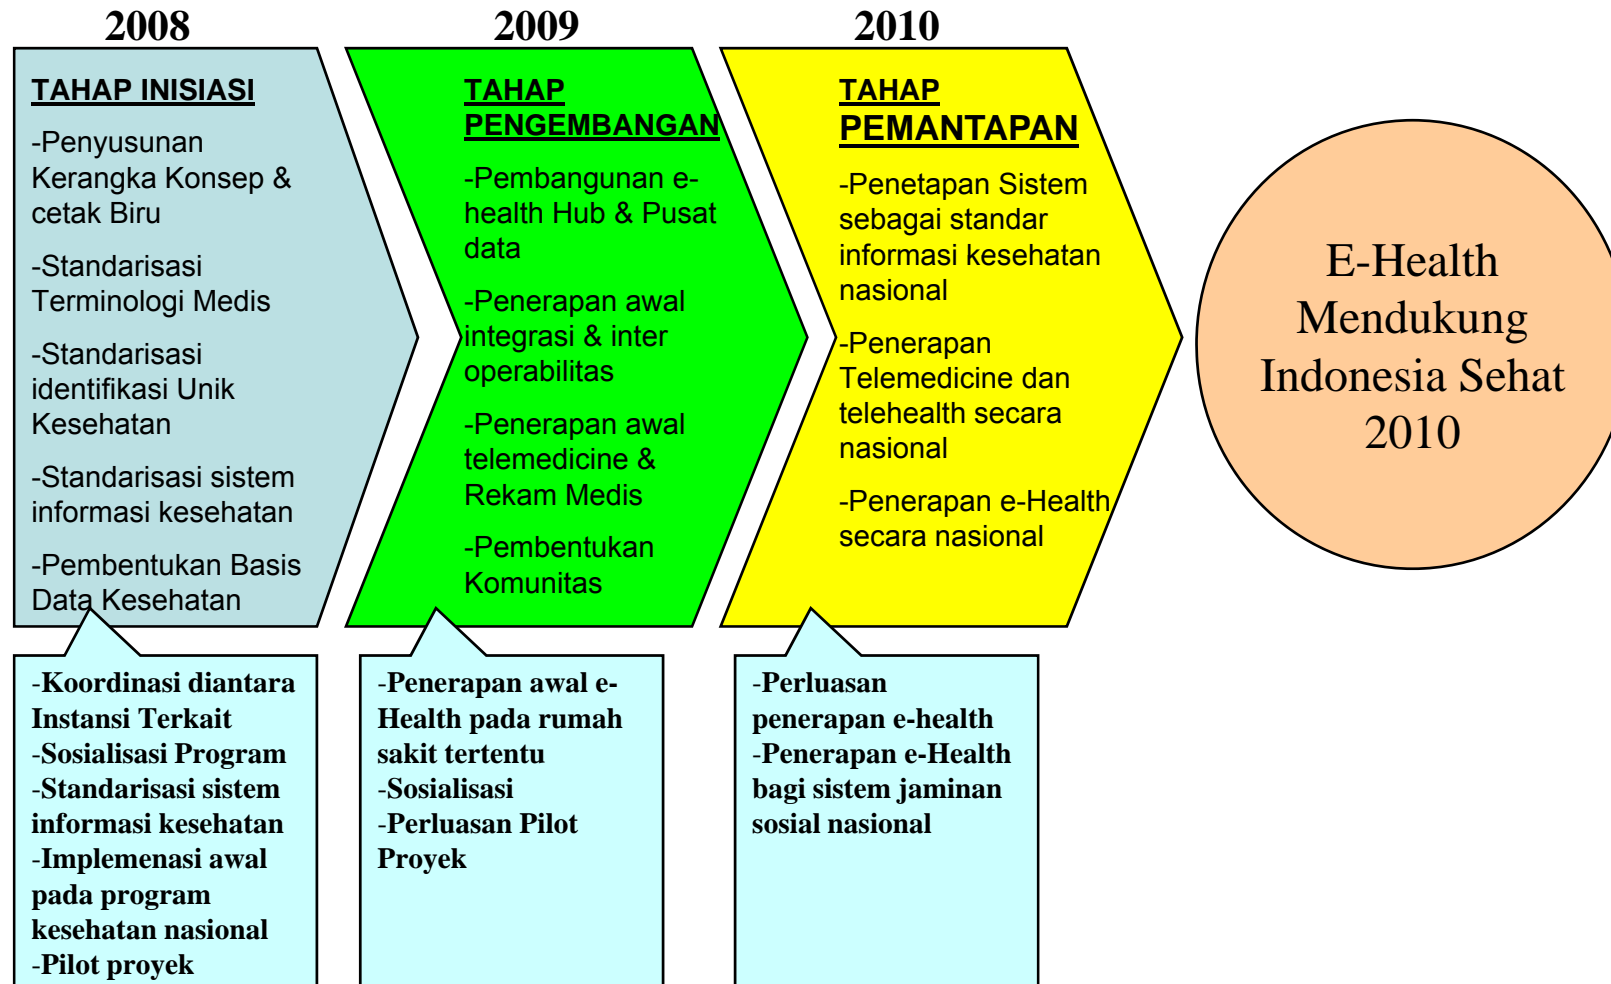 2008
TAHAP INISIASI
-Penyusunan
Kerangka Konsep &
cetak Biru
-Standarisasi
Terminologi Medis
-Standarisasi
identifikasi Unik
Kesehatan
-Standarisasi sistem
informasi kesehatan
-Pembentukan Basis
Data Kesehatan
-Koordinasi diantara
Instansi Terkait
-Sosialisasi Program
-Standarisasi sistem
informasi kesehatan
-Implemenasi awal
pada program
kesehatan nasional
-Pilot proyek
2009
TAHAP
PENGEMBANGAN
-Pembangunan e-
health Hub & Pusat
data
-Penerapan awal
integrasi & inter
operabilitas
-Penerapan awal
telemedicine &
Rekam Medis
-Pembentukan
Komunitas
-Penerapan awal e-
Health pada rumah
sakit tertentu
-Sosialisasi
-Perluasan Pilot
Proyek
2010
TAHAP
PEMANTAPAN
-Penetapan Sistem
sebagai standar
informasi kesehatan
nasional
-Penerapan
Telemedicine dan
telehealth secara
nasional
-Penerapan e-Health
secara nasional
-Perluasan
penerapan e-health
-Penerapan e-Health
bagi sistem jaminan
sosial nasional
E-Health
Mendukung
Indonesia Sehat
2010